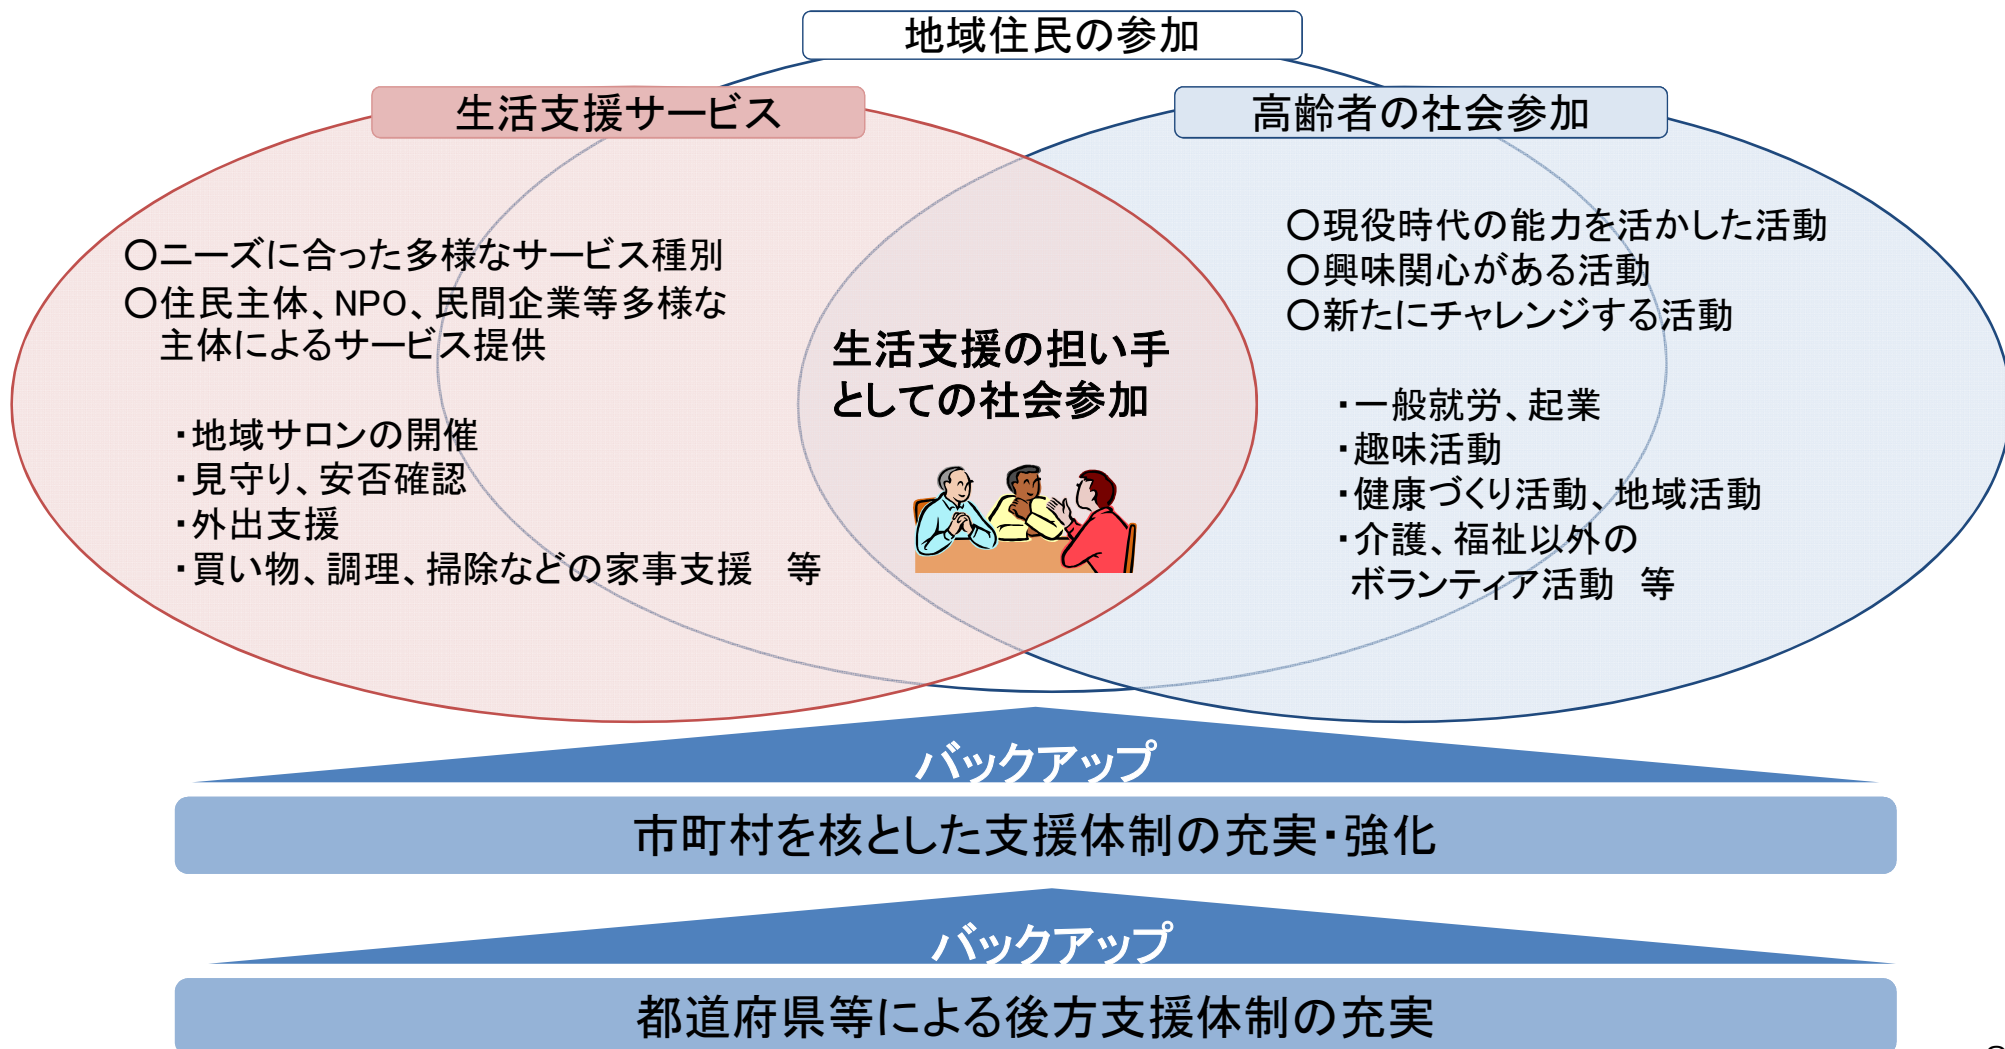 地域住民の参加
生活支援サービス
高齢者の社会参加
○ニーズに合った多様なサービス種別
○住民主体、NPO、民間企業等多様な
主体によるサービス提供
・地域サロンの開催
・見守り、安否確認
・外出支援
・買い物、調理、掃除などの家事支援　等
生活支援の担い手
としての社会参加
○現役時代の能力を活かした活動
○興味関心がある活動
○新たにチャレンジする活動
・一般就労、起業
・趣味活動
・健康づくり活動、地域活動
・介護、福祉以外の
ボランティア活動　等
バックアップ
市町村を核とした支援体制の充実・強化
バックアップ
都道府県等による後方支援体制の充実